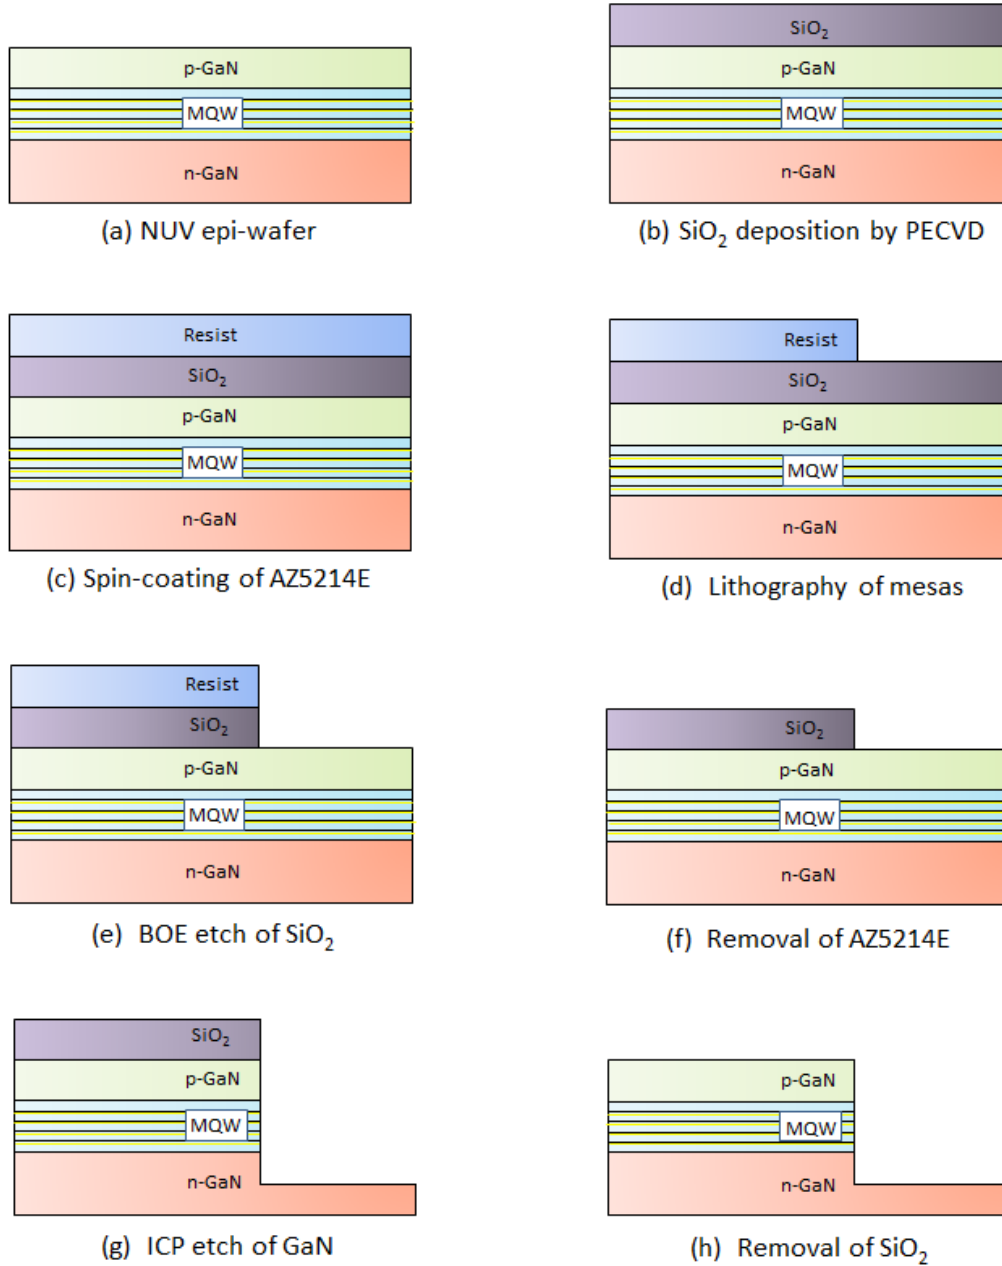 p-GaN
MQW
n-GaN
(a) NUV epi-wafer
SiO₂
p-GaN
MQW
n-GaN
(b) SiO₂ deposition by PECVD
Resist
SiO₂
p-GaN
MQW
n-GaN
(c) Spin-coating of AZ5214E
Resist
SiO₂
p-GaN
MQW
n-GaN
(d) Lithography of mesas
Resist
SiO₂
p-GaN
MQW
n-GaN
(e) BOE etch of SiO₂
SiO₂
p-GaN
MQW
n-GaN
(f) Removal of AZ5214E
SiO₂
p-GaN
MQW
n-GaN
(g) ICP etch of GaN
p-GaN
MQW
n-GaN
(h) Removal of SiO₂